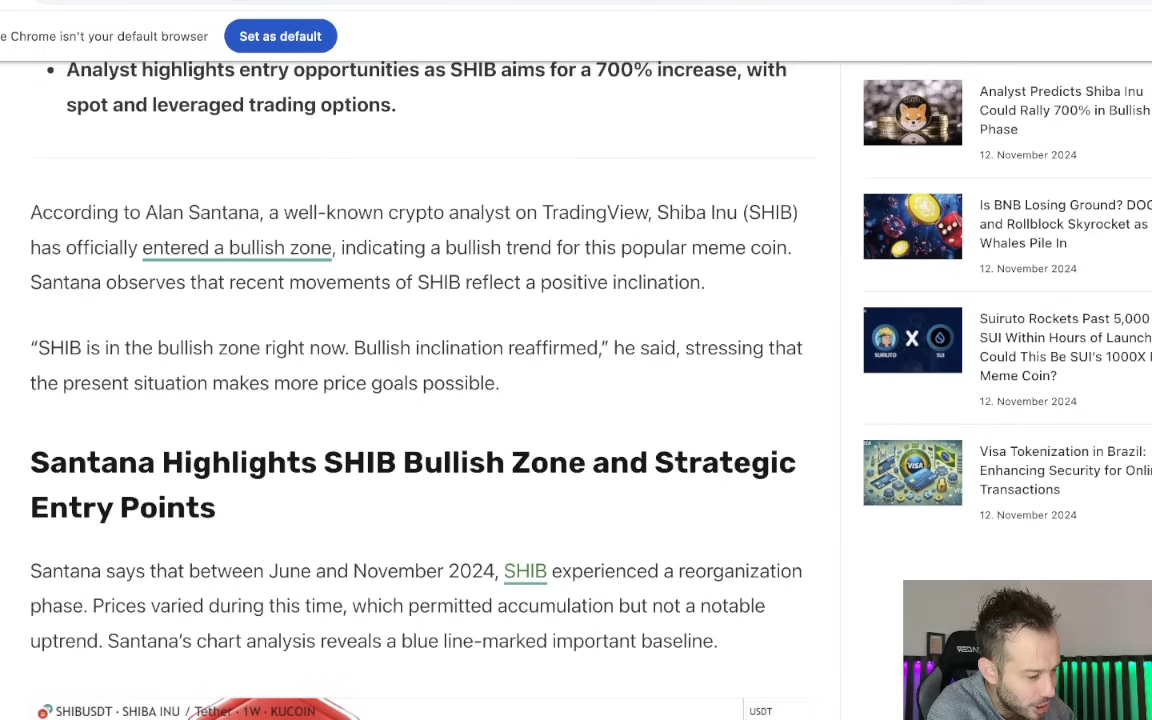 e Chrome isn't your default browser
Set as default
• Analyst highlights entry opportunities as SHIB aims for a 700% increase, with
spot and leveraged trading options.
According to Alan Santana, a well-known crypto analyst on TradingView, Shiba Inu (SHIB)
has officially entered a bullish zone, indicating a bullish trend for this popular meme coin.
Santana observes that recent movements of SHIB reflect a positive inclination.
“SHIB is in the bullish zone right now. Bullish inclination reaffirmed,” he said, stressing that
the present situation makes more price goals possible.
Santana Highlights SHIB Bullish Zone and Strategic
Entry Points
Santana says that between June and November 2024, SHIB experienced a reorganization
phase. Prices varied during this time, which permitted accumulation but not a notable
uptrend. Santana’s chart analysis reveals a blue line-marked important baseline.
SHIBUSDT · SHIBA INU / Tether · 1W · KUCOIN
USDT
Analyst Predicts Shiba Inu
Could Rally 700% in Bullish
Phase
12. November 2024
Is BNB Losing Ground? DOG
and Rollblock Skyrocket as
Whales Pile In
12. November 2024
Suiruto Rockets Past 5,000
SUI Within Hours of Launch
Could This Be SUI’s 1000X
Meme Coin?
12. November 2024
SUIRUTO
X
SUI
Visa Tokenization in Brazil:
Enhancing Security for Onli
Transactions
12. November 2024
VISA